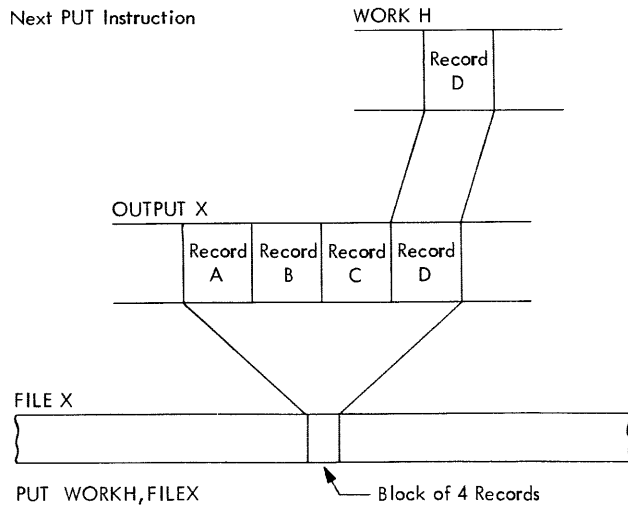 Next PUT Instruction
WORK H
Record
D
OUTPUT X
Record
A
Record
B
Record
C
Record
D
FILE X
PUT WORKH,FILEX
Block of 4 Records